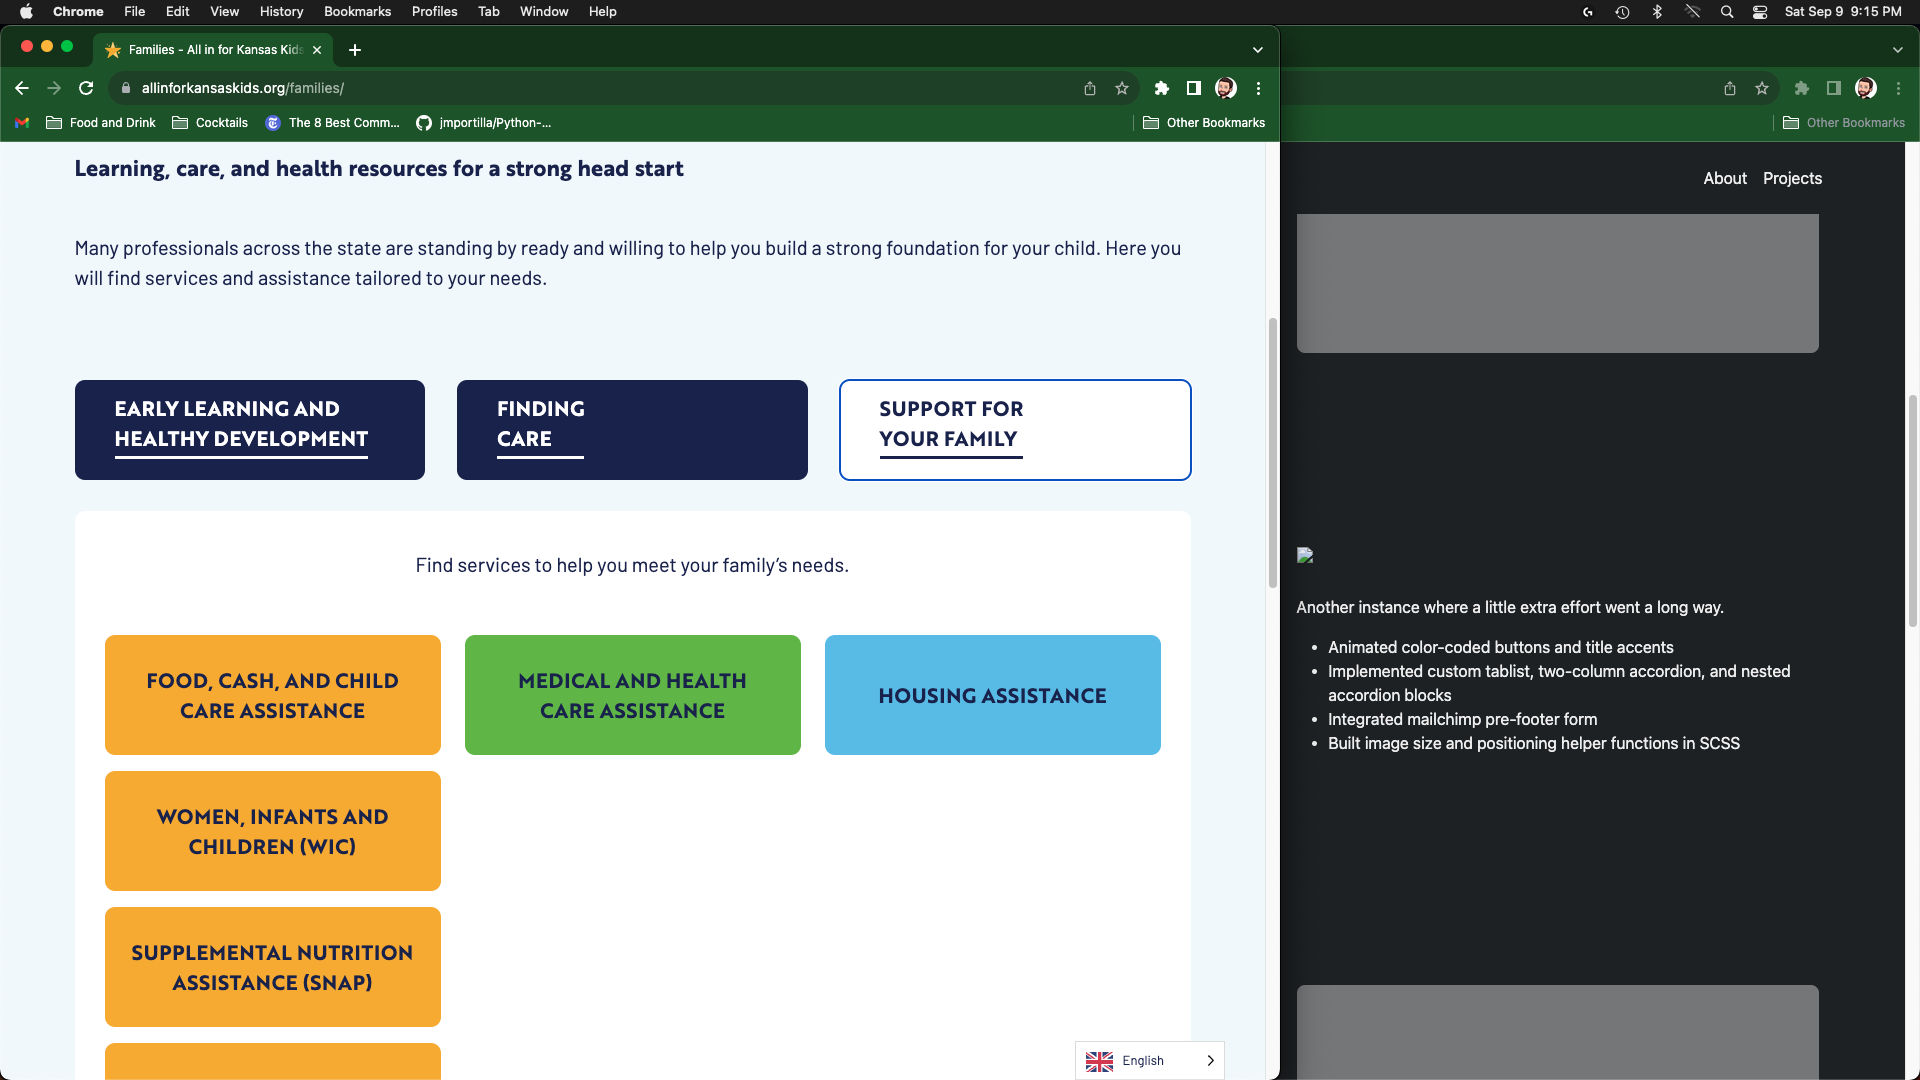 Chrome File Edit View History Bookmarks Profiles Tab Window Help
Sat Sep 9 9:15 PM
Families - All in for Kansas Kids
allinforkansaskids.org/families/
Food and Drink Cocktails The 8 Best Comm... jmportilla/Python-... Other Bookmarks
Other Bookmarks
Learning, care, and health resources for a strong head start
Many professionals across the state are standing by ready and willing to help you build a strong foundation for your child. Here you
will find services and assistance tailored to your needs.
EARLY LEARNING AND
HEALTHY DEVELOPMENT
FINDING
CARE
SUPPORT FOR
YOUR FAMILY
Find services to help you meet your family’s needs.
FOOD, CASH, AND CHILD
CARE ASSISTANCE
MEDICAL AND HEALTH
CARE ASSISTANCE
HOUSING ASSISTANCE
WOMEN, INFANTS AND
CHILDREN (WIC)
SUPPLEMENTAL NUTRITION
ASSISTANCE (SNAP)
English
About Projects
Another instance where a little extra effort went a long way.
• Animated color-coded buttons and title accents
• Implemented custom tablist, two-column accordion, and nested
accordion blocks
• Integrated mailchimp pre-footer form
• Built image size and positioning helper functions in SCSS